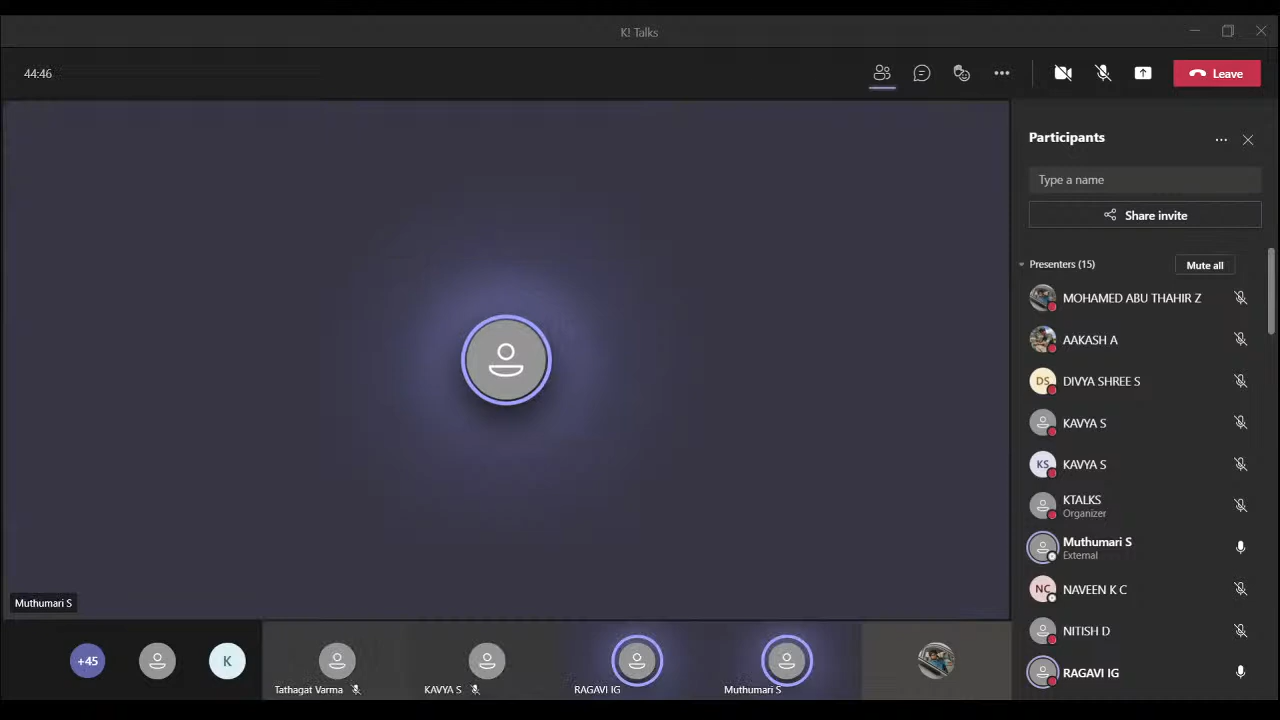 K! Talks
44:46
Leave
Participants
Type a name
Share invite
Presenters (15)
Mute all
MOHAMED ABU THAHIR Z
AAKASH A
DS
DIVYA SHREE S
KAVYA S
KS
KAVYA S
KTALKS
Organizer
Muthumari S
External
NC
NAVEEN K C
NITISH D
RAGAVI IG
Muthumari S
+45
K
Tathagat Varma
KAVYA S
RAGAVI IG
Muthumari S